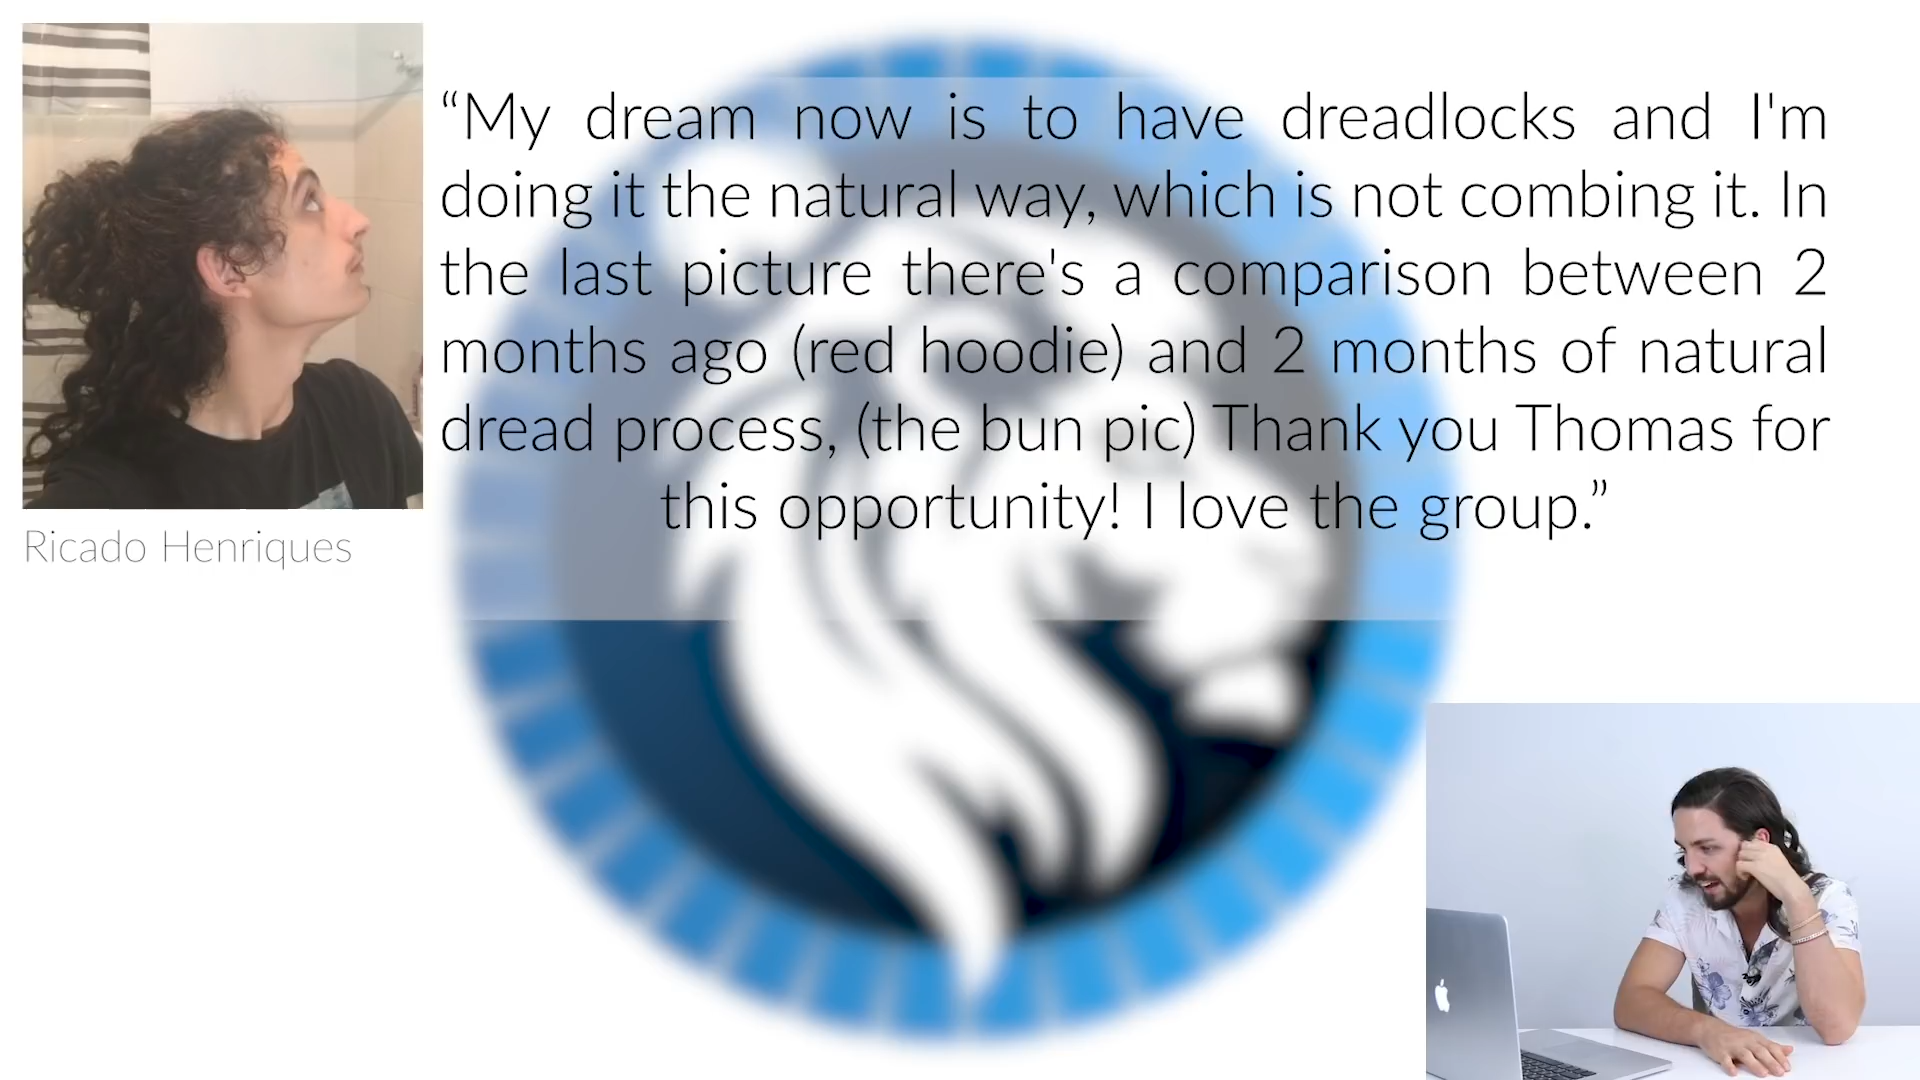 “My dream now is to have dreadlocks and I'm
doing it the natural way, which is not combing it. In
the last picture there's a comparison between 2
months ago (red hoodie) and 2 months of natural
dread process, (the bun pic) Thank you Thomas for
this opportunity! I love the group.”
Ricado Henriques